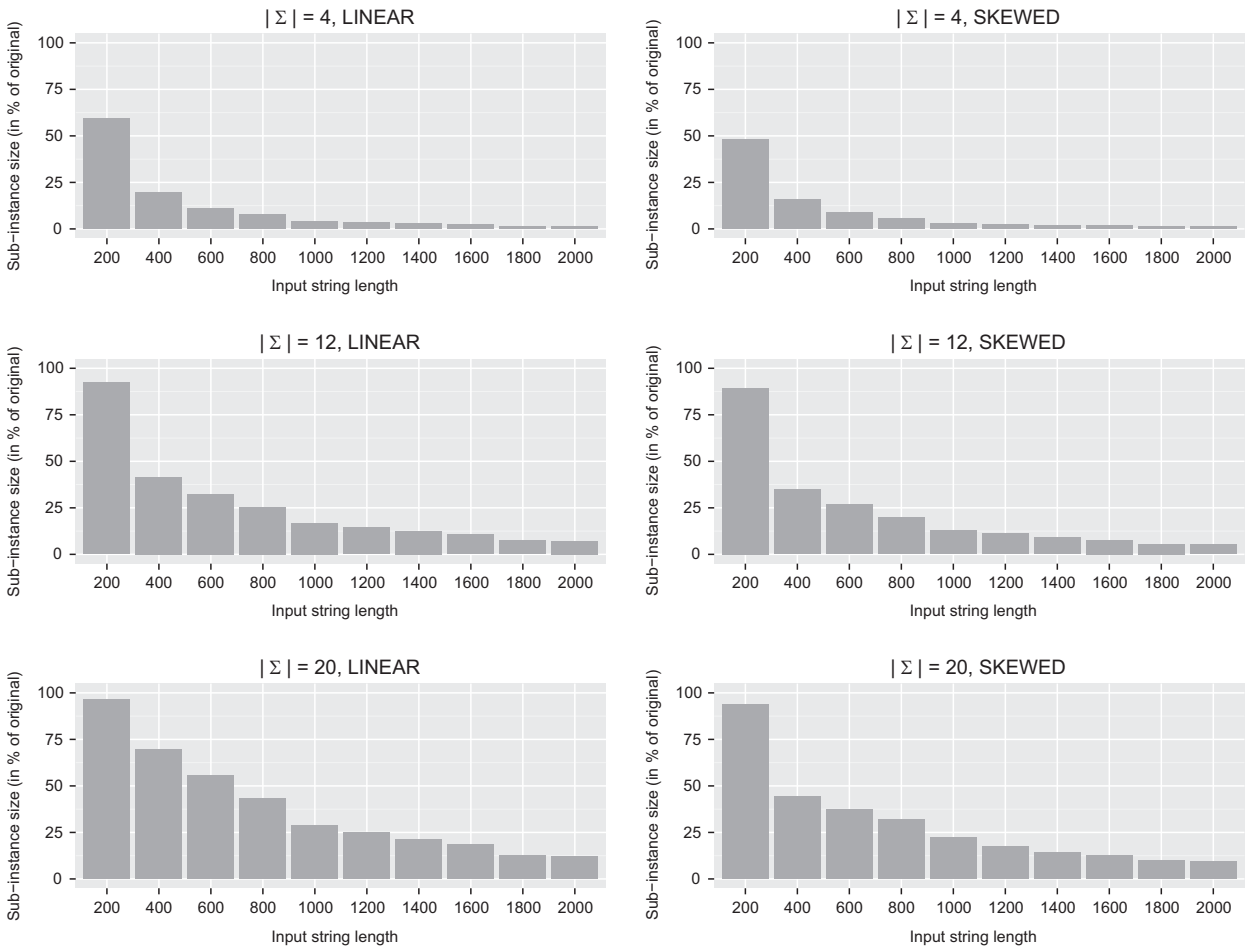 | Σ | = 4, LINEAR
Sub−instance size (in % of original)
100
75
50
25
0
200 400 600 800 1000 1200 1400 1600 1800 2000
Input string length
| Σ | = 4, SKEWED
Sub−instance size (in % of original)
100
75
50
25
0
200 400 600 800 1000 1200 1400 1600 1800 2000
Input string length
| Σ | = 12, LINEAR
Sub−instance size (in % of original)
100
75
50
25
0
200 400 600 800 1000 1200 1400 1600 1800 2000
Input string length
| Σ | = 12, SKEWED
Sub−instance size (in % of original)
100
75
50
25
0
200 400 600 800 1000 1200 1400 1600 1800 2000
Input string length
| Σ | = 20, LINEAR
Sub−instance size (in % of original)
100
75
50
25
0
200 400 600 800 1000 1200 1400 1600 1800 2000
Input string length
| Σ | = 20, SKEWED
Sub−instance size (in % of original)
100
75
50
25
0
200 400 600 800 1000 1200 1400 1600 1800 2000
Input string length